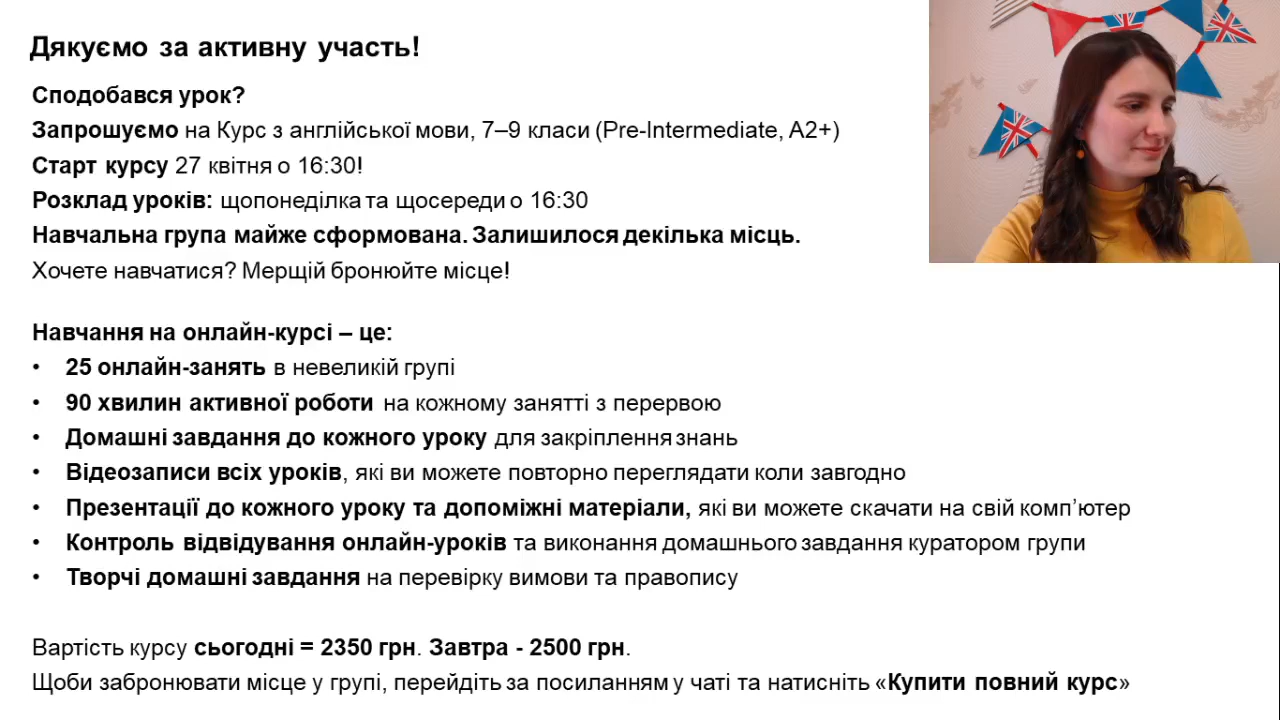 Дякуємо за активну участь!
Сподобався урок?
Запрошуємо на Курс з англійської мови, 7–9 класи (Pre-Intermediate, A2+)
Старт курсу 27 квітня о 16:30!
Розклад уроків: щопонеділка та щосереди о 16:30
Навчальна група майже сформована. Залишилося декілька місць.
Хочете навчатися? Мерщій бронюйте місце!
Навчання на онлайн-курсі – це:
• 25 онлайн-занять в невеликій групі
• 90 хвилин активної роботи на кожному занятті з перервою
• Домашні завдання до кожного уроку для закріплення знань
• Відеозаписи всіх уроків, які ви можете повторно переглядати коли завгодно
• Презентації до кожного уроку та допоміжні матеріали, які ви можете скачати на свій комп’ютер
• Контроль відвідування онлайн-уроків та виконання домашнього завдання куратором групи
• Творчі домашні завдання на перевірку вимови та правопису
Вартість курсу сьогодні = 2350 грн. Завтра - 2500 грн.
Щоби забронювати місце у групі, перейдіть за посиланням у чаті та натисніть «Купити повний курс»